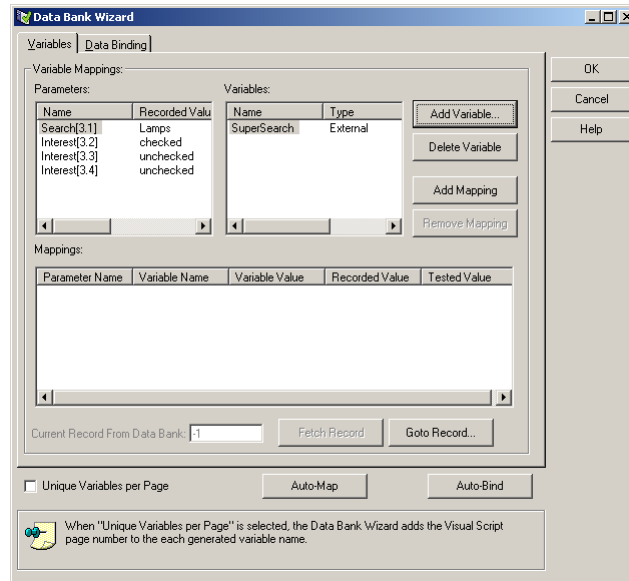 Data Bank Wizard
Variables Data Binding
Variable Mappings:
Parameters: Variables:
Name Recorded Valu Name Type
Search[3.1] Lamps SuperSearch External
Interest[3.2] checked
Interest[3.3] unchecked
Interest[3.4] unchecked
Add Variable...
Delete Variable
Add Mapping
Remove Mapping
OK
Cancel
Help
Mappings:
Parameter Name Variable Name Variable Value Recorded Value Tested Value
Current Record From Data Bank: -1 Fetch Record Goto Record...
Unique Variables per Page Auto-Map Auto-Bind
When "Unique Variables per Page" is selected, the Data Bank Wizard adds the Visual Script
page number to the each generated variable name.